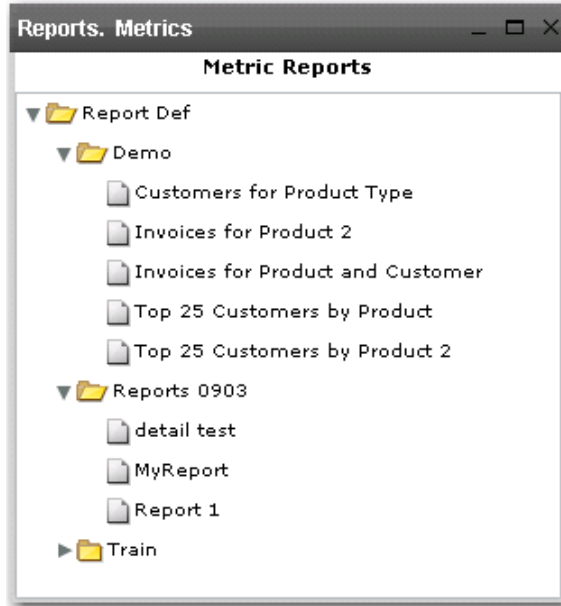 Reports. Metrics
Metric Reports
Report Def
Demo
Customers for Product Type
Invoices for Product 2
Invoices for Product and Customer
Top 25 Customers by Product
Top 25 Customers by Product 2
Reports 0903
detail test
MyReport
Report 1
Train